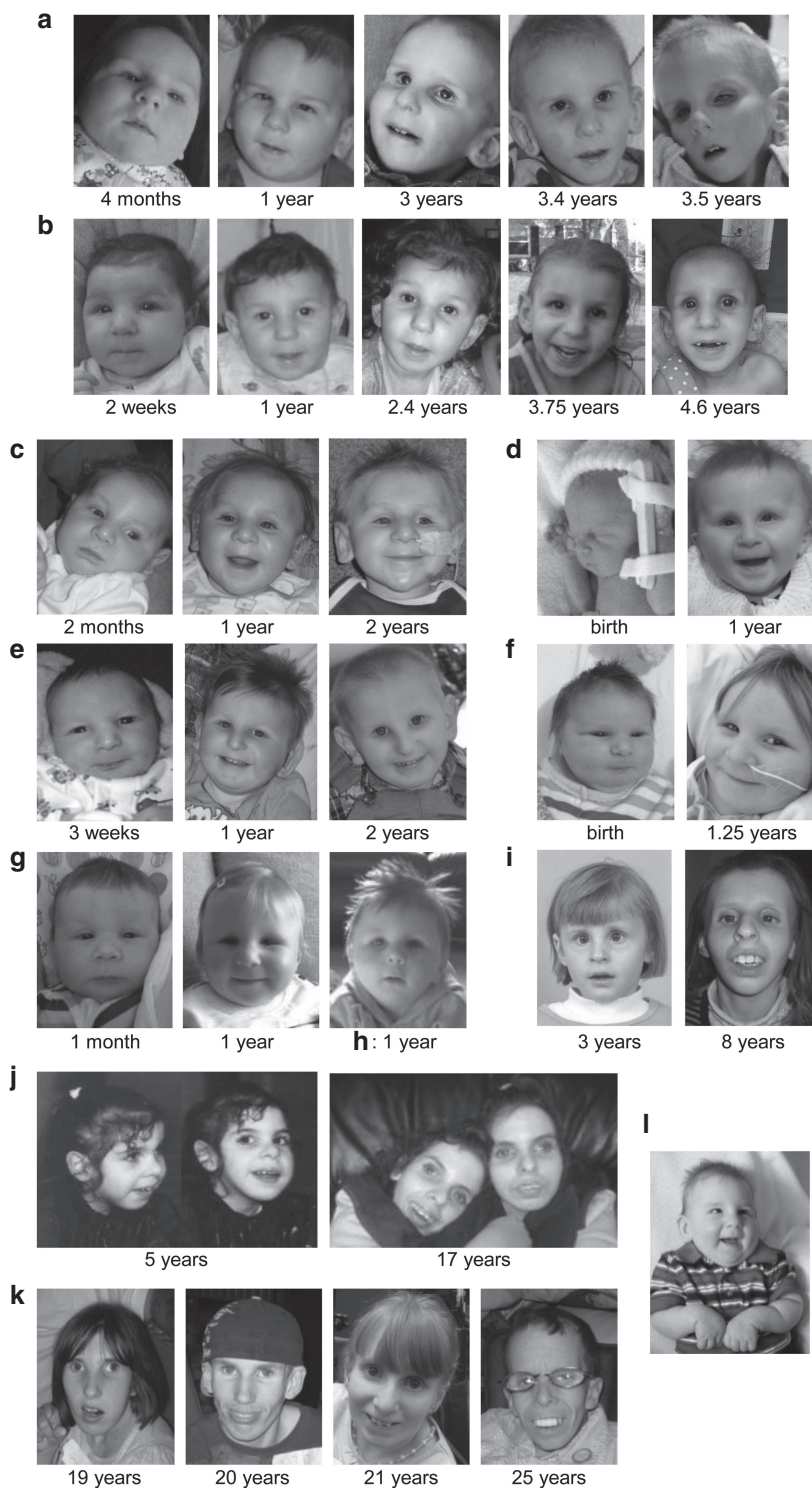 a
4 months 1 year 3 years 3.4 years 3.5 years
b
2 weeks 1 year 2.4 years 3.75 years 4.6 years
c d
2 months 1 year 2 years birth 1 year
e f
3 weeks 1 year 2 years birth 1.25 years
g i
1 month 1 year h: 1 year 3 years 8 years
j
l
5 years 17 years
k
19 years 20 years 21 years 25 years